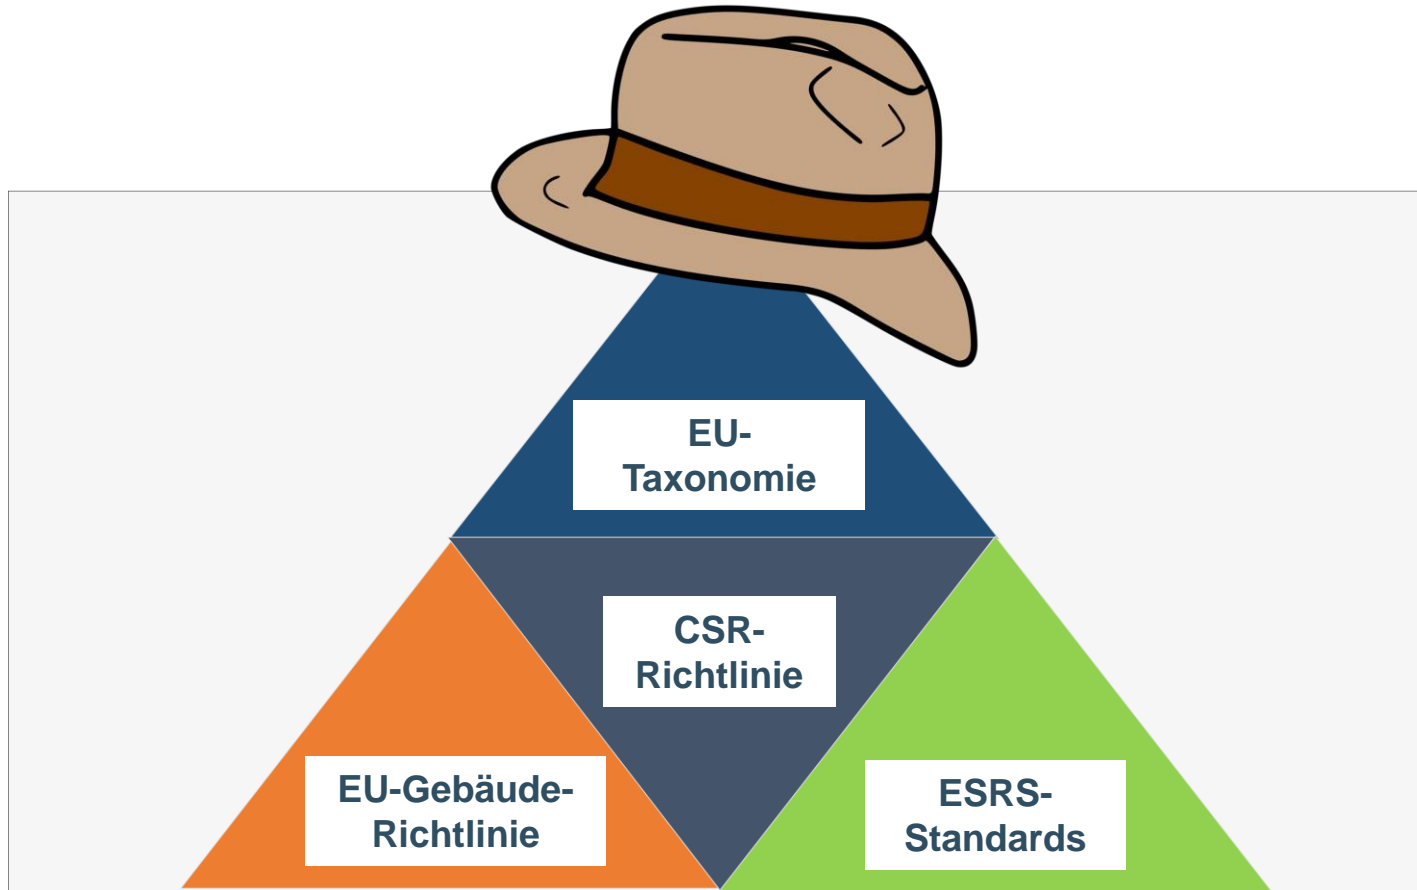 EU-
Taxonomie
CSR-
Richtlinie
EU-Gebäude-
Richtlinie
ESRS-
Standards